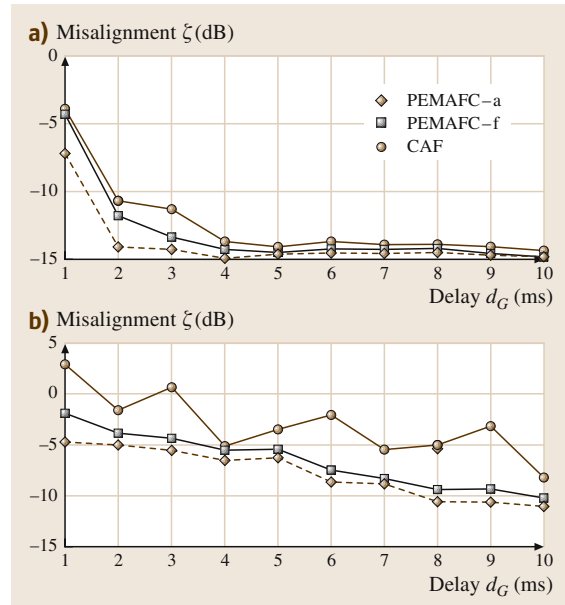 a) Misalignment ζ (dB)
0
−5
−10
−15
PEMAFC–a
PEMAFC–f
CAF
1 2 3 4 5 6 7 8 9 10
Delay d_G (ms)
b) Misalignment ζ (dB)
5
0
−5
−10
−15
1 2 3 4 5 6 7 8 9 10
Delay d_G (ms)